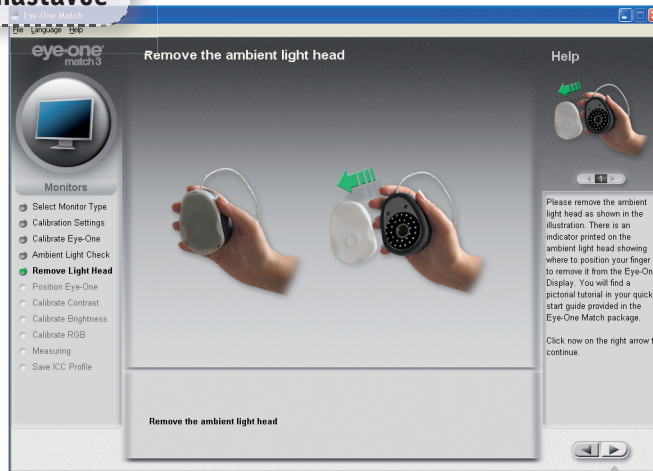 Eye-One Match
File Language Help
eye-one
match 3
Remove the ambient light head
Help
1
Monitors
Select Monitor Type
Calibration Settings
Calibrate Eye-One
Ambient Light Check
Remove Light Head
Position Eye-One
Calibrate Contrast
Calibrate Brightness
Calibrate RGB
Measuring
Save ICC Profile
Please remove the ambient
light head as shown in the
illustration. There is an
indicator printed on the
ambient light head showing
where to position your finger
to remove it from the Eye-On
Display. You will find a
pictorial tutorial in your quick
start guide provided in the
Eye-One Match package.
Click now on the right arrow t
continue.
Remove the ambient light head